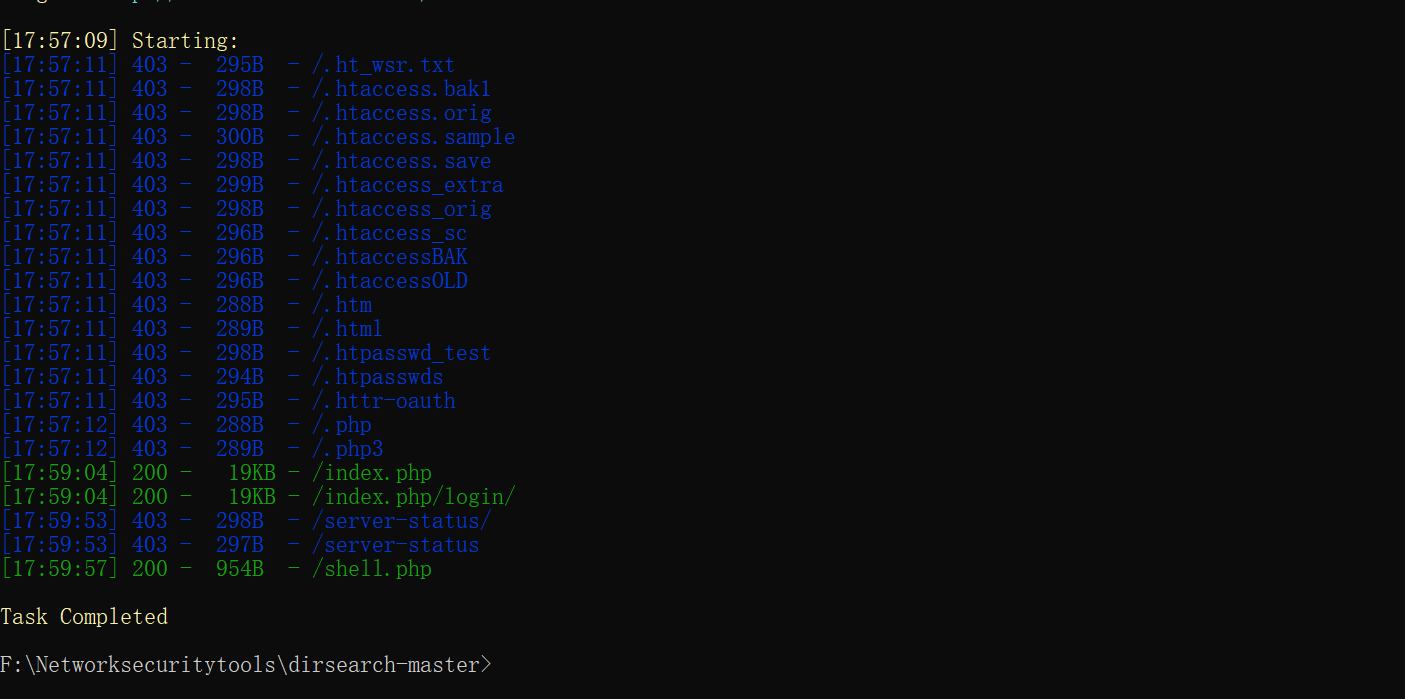 [17:57:09] Starting:
[17:57:11] 403 -  295B  - /.ht_wsr.txt
[17:57:11] 403 -  298B  - /.htaccess.bak1
[17:57:11] 403 -  298B  - /.htaccess.orig
[17:57:11] 403 -  300B  - /.htaccess.sample
[17:57:11] 403 -  298B  - /.htaccess.save
[17:57:11] 403 -  299B  - /.htaccess_extra
[17:57:11] 403 -  298B  - /.htaccess_orig
[17:57:11] 403 -  296B  - /.htaccess_sc
[17:57:11] 403 -  296B  - /.htaccessBAK
[17:57:11] 403 -  296B  - /.htaccessOLD
[17:57:11] 403 -  288B  - /.htm
[17:57:11] 403 -  289B  - /.html
[17:57:11] 403 -  298B  - /.htpasswd_test
[17:57:11] 403 -  294B  - /.htpasswds
[17:57:11] 403 -  295B  - /.httr-oauth
[17:57:12] 403 -  288B  - /.php
[17:57:12] 403 -  289B  - /.php3
[17:59:04] 200 -   19KB - /index.php
[17:59:04] 200 -   19KB - /index.php/login/
[17:59:53] 403 -  298B  - /server-status/
[17:59:53] 403 -  297B  - /server-status
[17:59:57] 200 -  954B  - /shell.php
Task Completed
F:\Networksecuritytools\dirsearch-master>